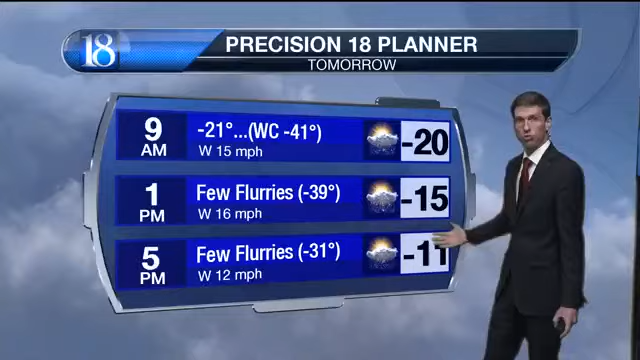 18
PRECISION 18 PLANNER
TOMORROW
9 AM
-21°...(WC -41°)
W 15 mph
-20
1 PM
Few Flurries (-39°)
W 16 mph
-15
5 PM
Few Flurries (-31°)
W 12 mph
-11